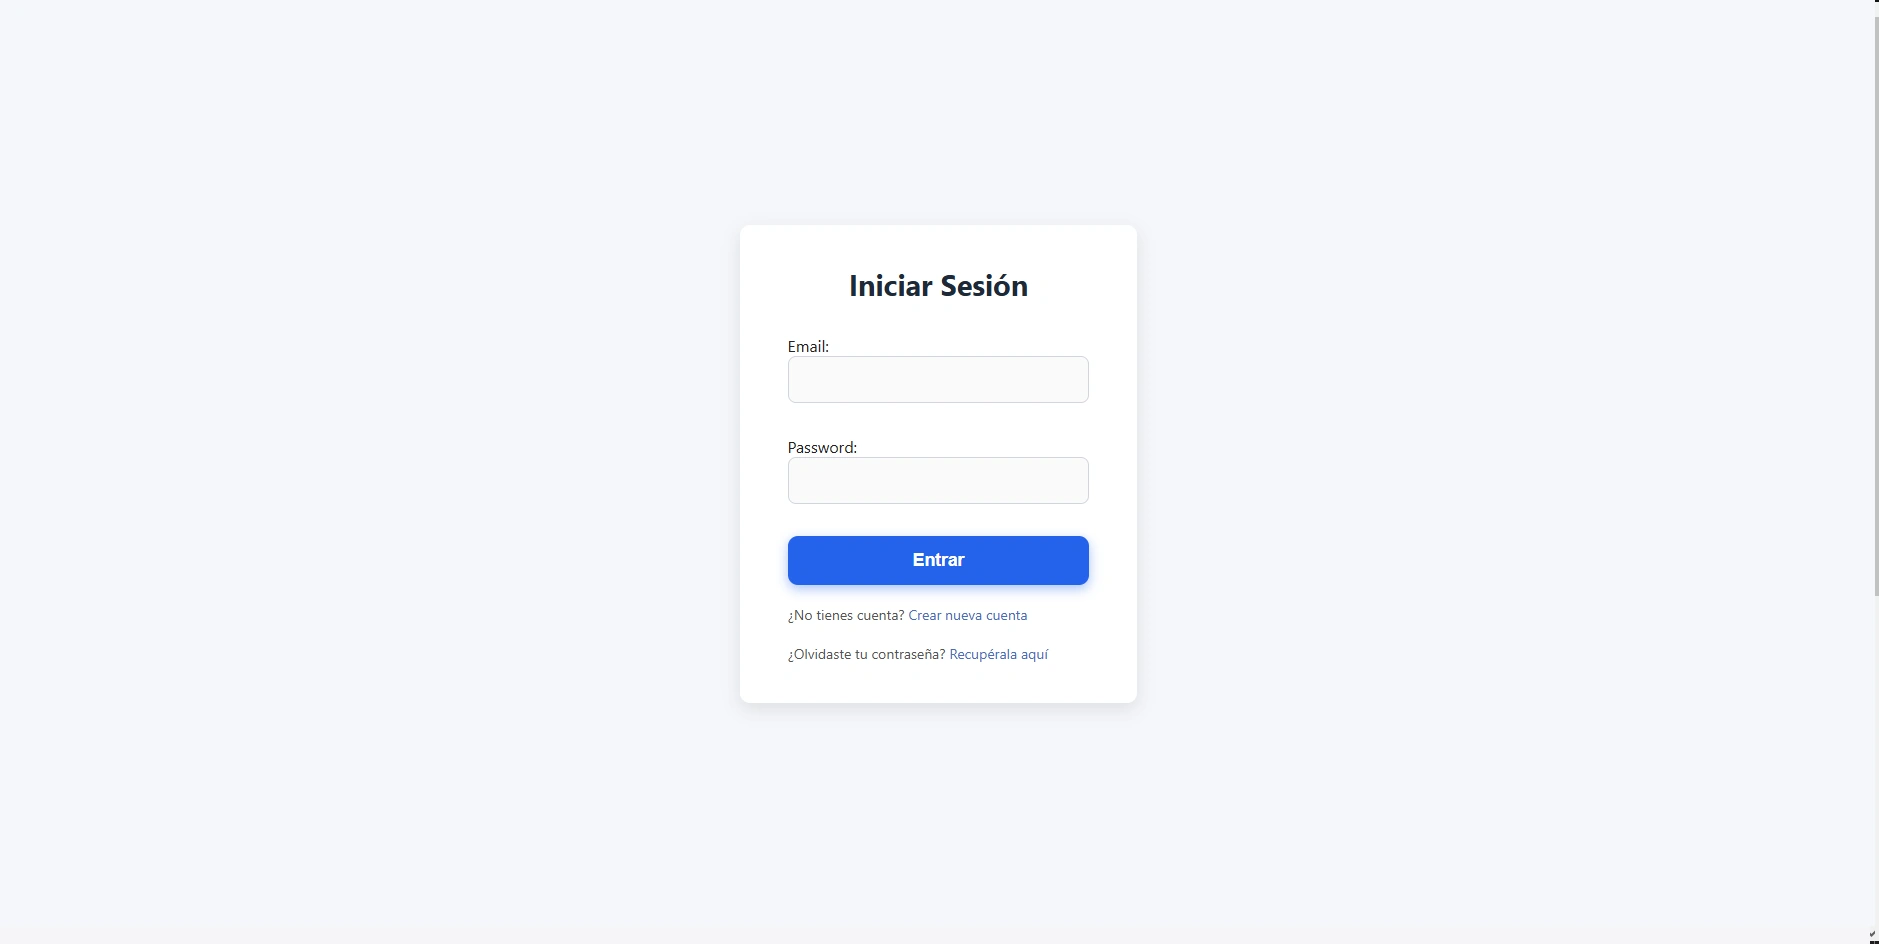 Iniciar Sesión
Email:
Password:
Entrar
¿No tienes cuenta? Crear nueva cuenta
¿Olvidaste tu contraseña? Recupérala aquí